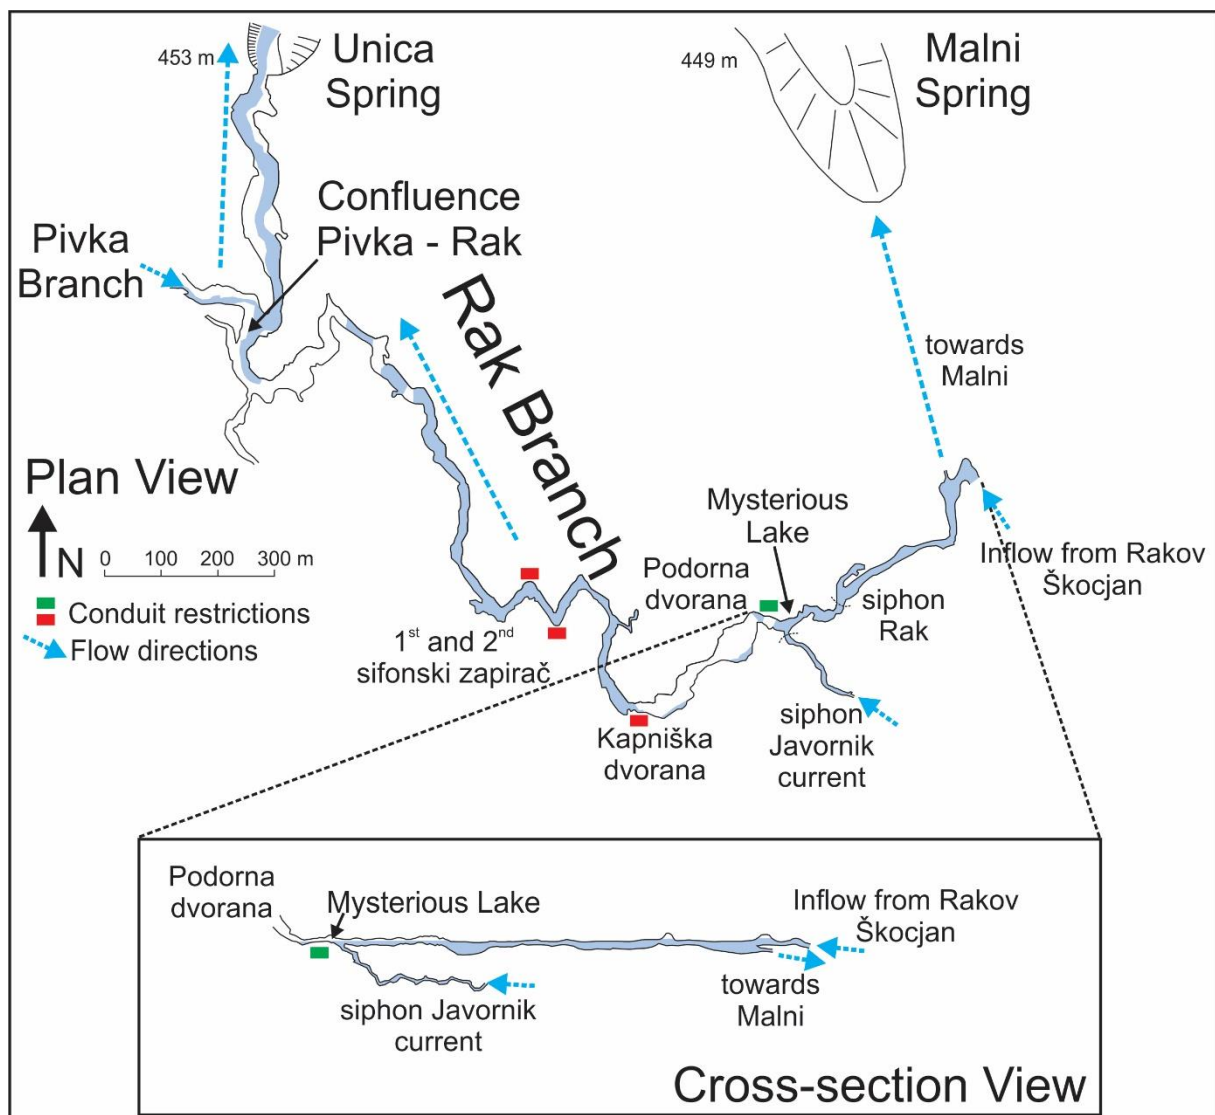 453 m
Unica
Spring
449 m
Malni
Spring
Confluence
Pivka - Rak
Pivka
Branch
Rak Branch
towards
Malni
Plan View
N
0 100 200 300 m
Conduit restrictions
Flow directions
Mysterious
Lake
Podorna
dvorana
Inflow from Rakov
Škocjan
siphon
Rak
1st and 2nd
sifonski zapirač
Kapniška
dvorana
siphon
Javornik
current
Podorna
dvorana
Mysterious Lake
Inflow from Rakov
Škocjan
siphon Javornik
current
towards
Malni
Cross-section View